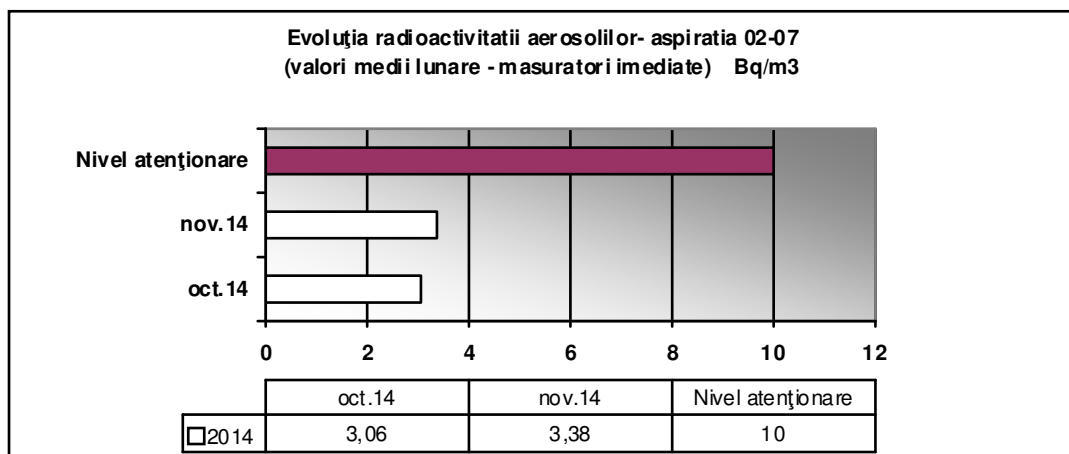 Evoluţia radioactivitatii aerosolilor- aspiratia 02-07
(valori medii lunare - masuratori imediate) Bq/m3
Nivel atenţionare
nov.14
oct.14
0 2 4 6 8 10 12
oct.14 nov.14 Nivel atenţionare
2014 3,06 3,38 10